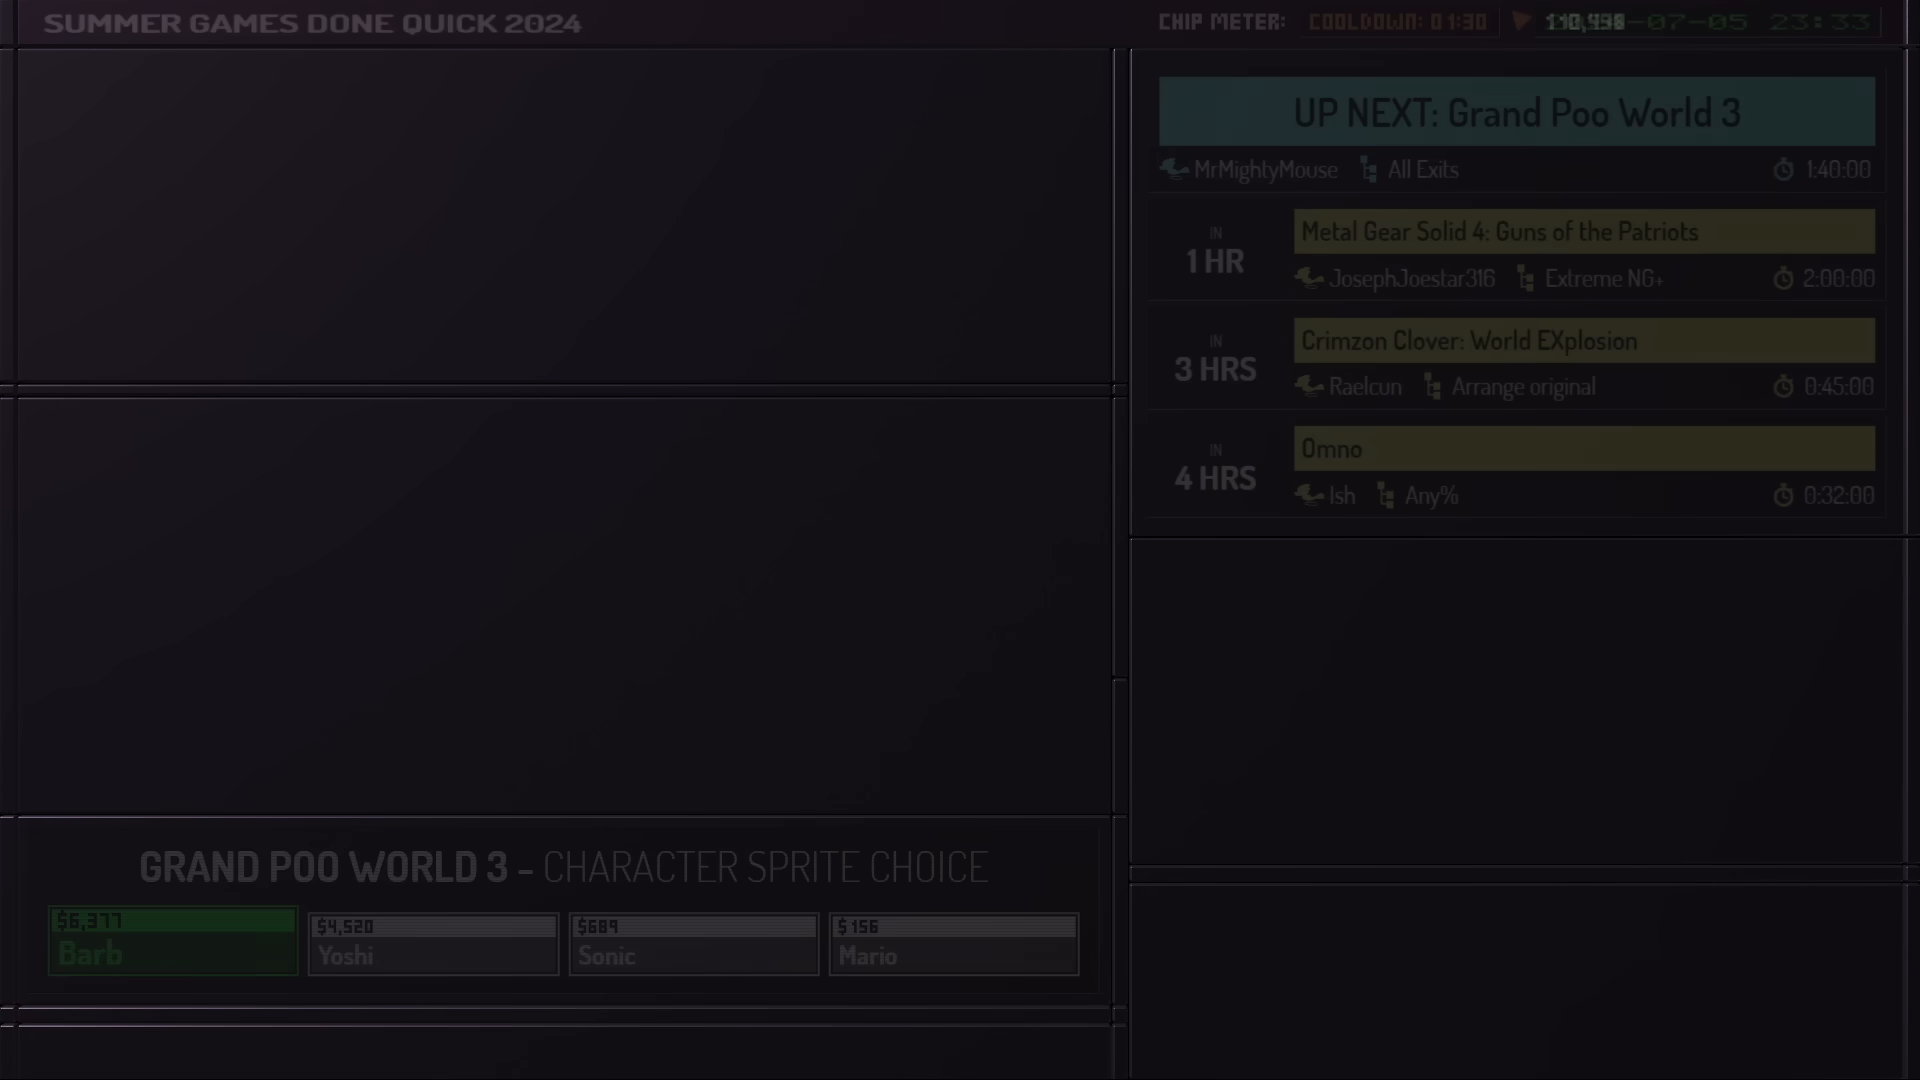 SUMMER GAMES DONE QUICK 2024
CHIP METER: COOLDOWN: 01:30
-07-05 23:33
UP NEXT: Grand Poo World 3
MrMightyMouse All Exits 1:40:00
IN 1 HR
Metal Gear Solid 4: Guns of the Patriots
JosephJoestar316 Extreme NG+ 2:00:00
IN 3 HRS
Crimzon Clover: World EXplosion
Raelcun Arrange original 0:45:00
IN 4 HRS
Omno
Ish Any% 0:32:00
GRAND POO WORLD 3 - CHARACTER SPRITE CHOICE
$6,377
Barb
$4,520
Yoshi
$689
Sonic
$156
Mario